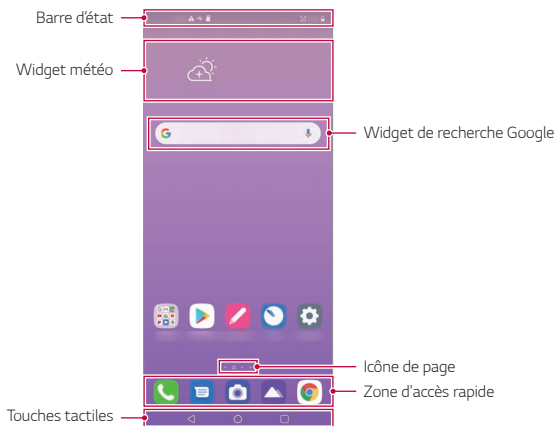 Barre d'état
Widget météo
Widget de recherche Google
Icône de page
Zone d'accès rapide
Touches tactiles